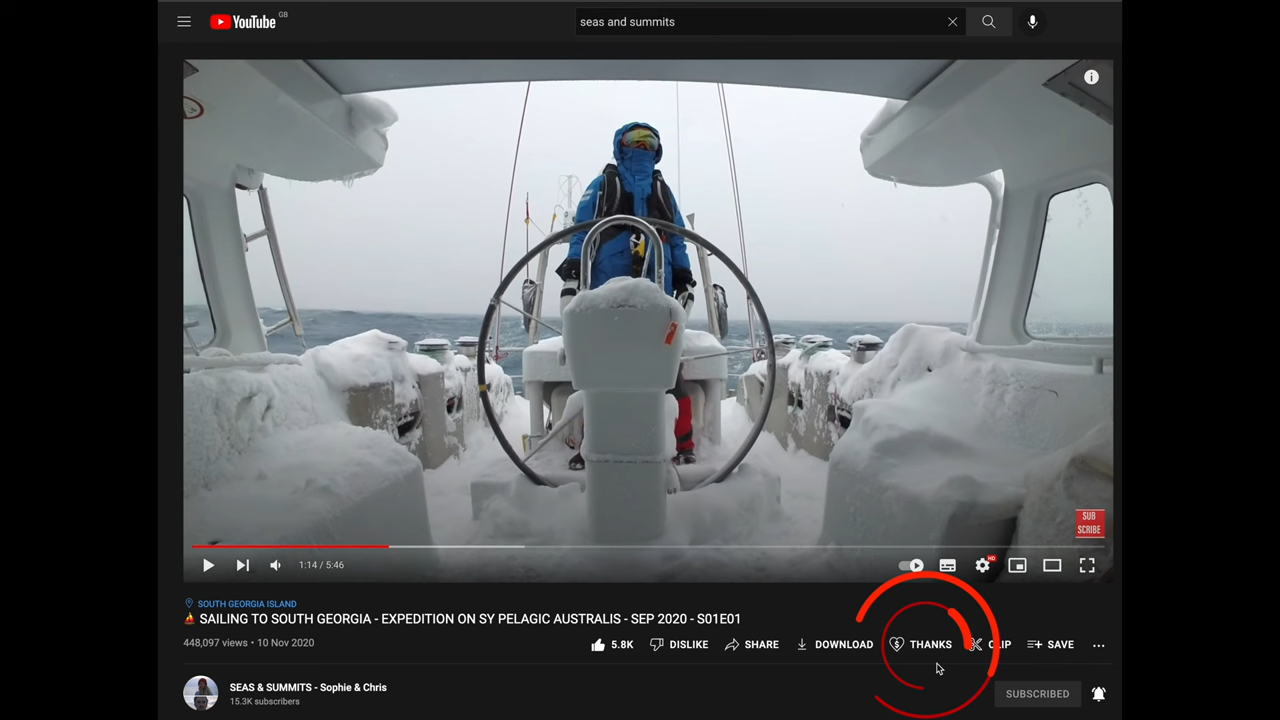 YouTube GB
seas and summits
SUB
SCRIBE
1:14 / 5:46
HD
SOUTH GEORGIA ISLAND
SAILING TO SOUTH GEORGIA - EXPEDITION ON SY PELAGIC AUSTRALIS - SEP 2020 - S01E01
448,097 views • 10 Nov 2020
5.8K DISLIKE SHARE DOWNLOAD THANKS CLIP SAVE
SEAS & SUMMITS - Sophie & Chris
15.3K subscribers
SUBSCRIBED